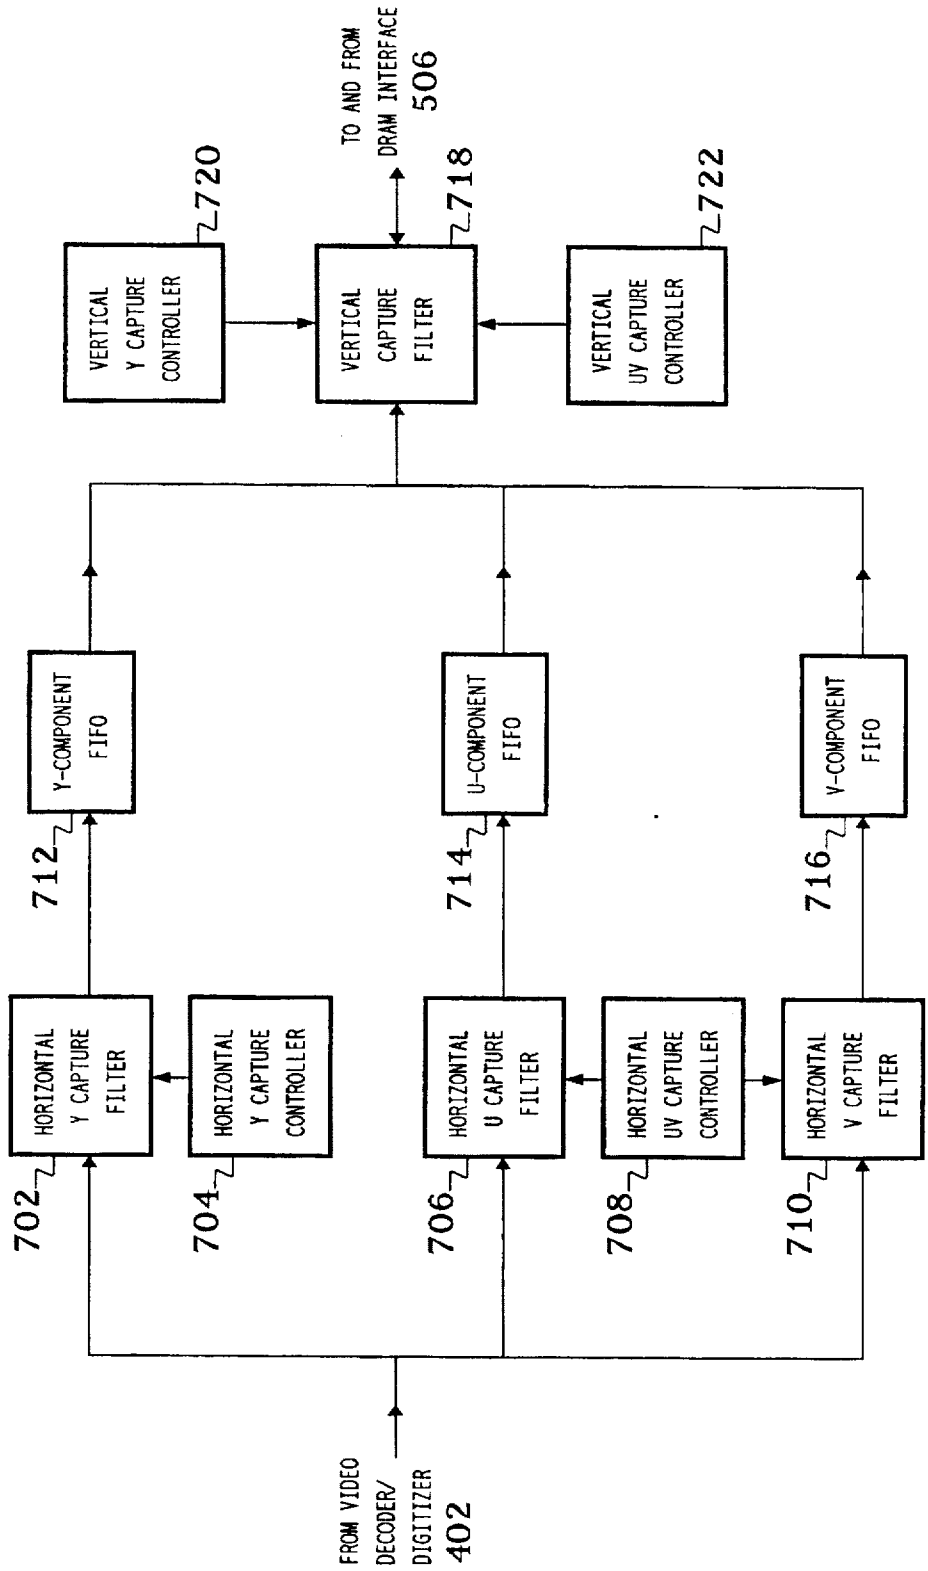 FROM VIDEO
DECODER/
DIGITIZER
402
702
HORIZONTAL
Y CAPTURE
FILTER
704
HORIZONTAL
Y CAPTURE
CONTROLLER
706
HORIZONTAL
U CAPTURE
FILTER
708
HORIZONTAL
UV CAPTURE
CONTROLLER
710
HORIZONTAL
V CAPTURE
FILTER
712
Y-COMPONENT
FIFO
714
U-COMPONENT
FIFO
716
V-COMPONENT
FIFO
VERTICAL
Y CAPTURE
CONTROLLER
720
VERTICAL
CAPTURE
FILTER
718
VERTICAL
UV CAPTURE
CONTROLLER
722
TO AND FROM
DRAM INTERFACE
506